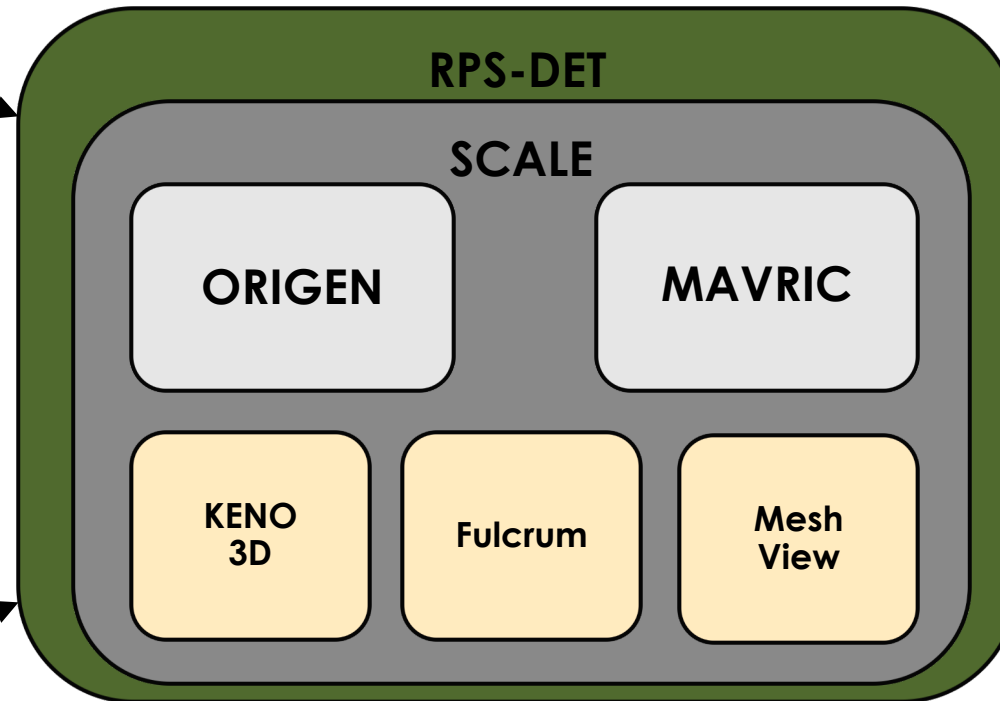 RPS-DET
SCALE
ORIGEN
MAVRIC
KENO
3D
Fulcrum
Mesh
View